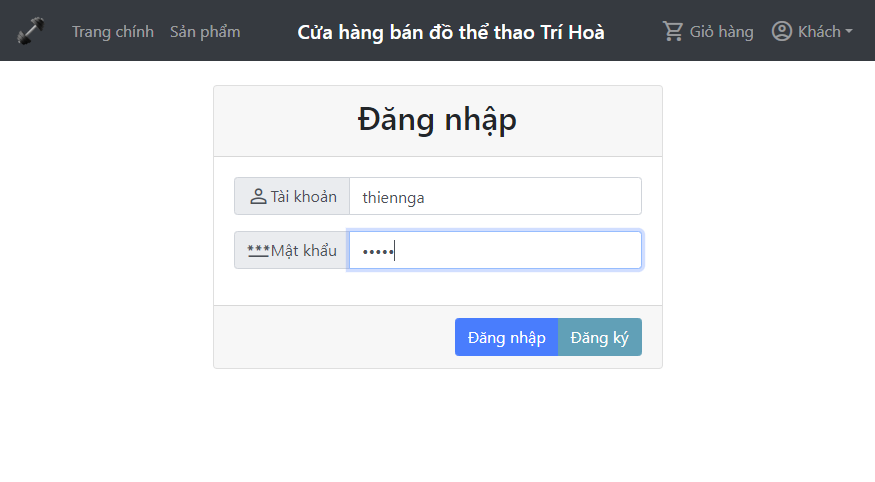 Trang chính Sản phẩm Cửa hàng bán đồ thể thao Trí Hoà Giỏ hàng Khách
Đăng nhập
Tài khoản thiennga
***Mật khẩu •••••
Đăng nhập Đăng ký